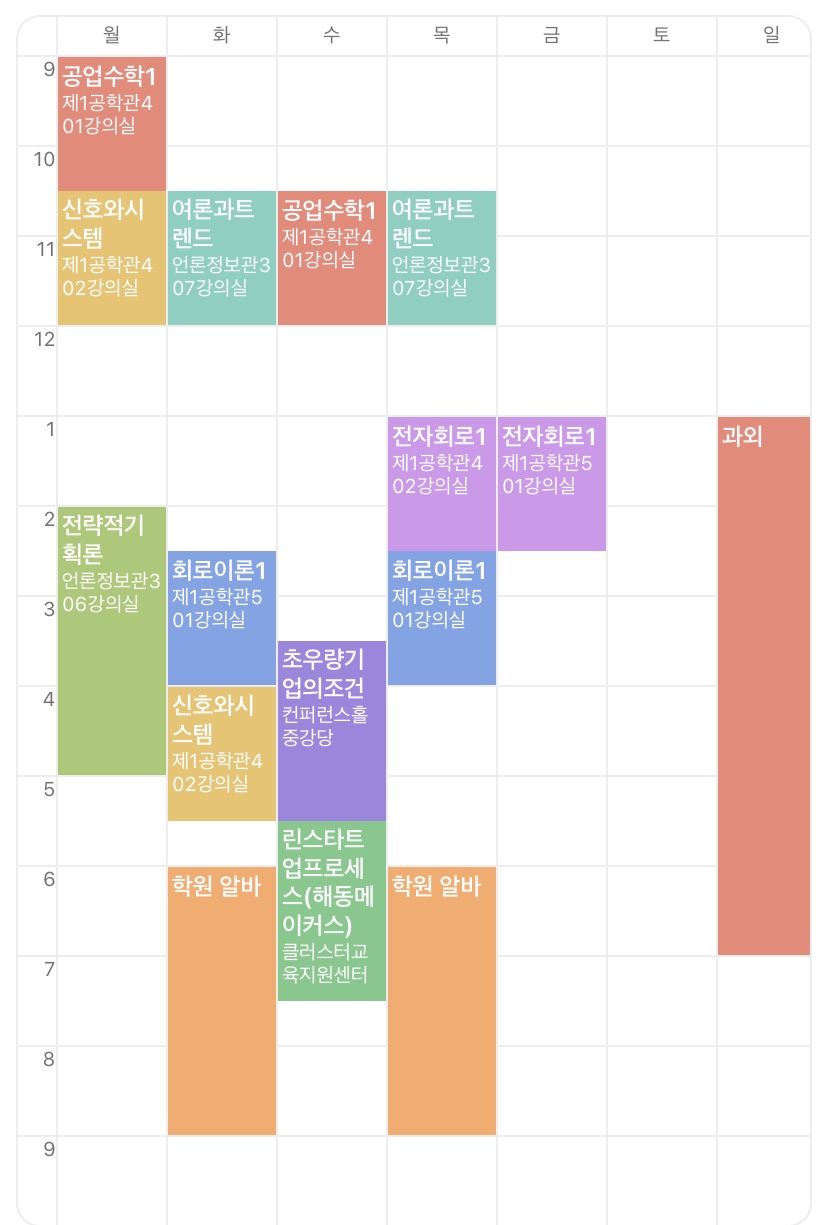 월 화 수 목 금 토 일
9
공업수학1
제1공학관4
01강의실
10
신호와시
스템
제1공학관4
02강의실
여론과트
렌드
언론정보관3
07강의실
공업수학1
제1공학관4
01강의실
여론과트
렌드
언론정보관3
07강의실
11
12
1
전자회로1
제1공학관4
02강의실
전자회로1
제1공학관5
01강의실
과외
2
전략적기
획론
언론정보관3
06강의실
회로이론1
제1공학관5
01강의실
회로이론1
제1공학관5
01강의실
3
초우량기
업의조건
컨퍼런스홀
중강당
4
신호와시
스템
제1공학관4
02강의실
5
린스타트
업프로세
스(해동메
이커스)
클러스터교
육지원센터
6
학원 알바
학원 알바
7
8
9